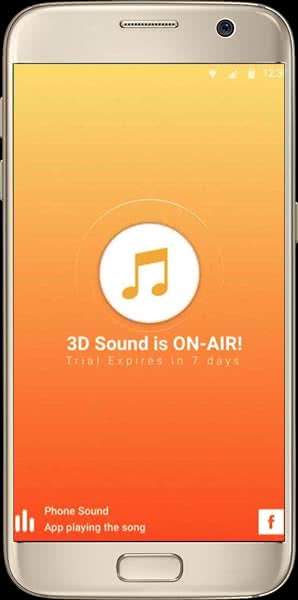 12:3
3D Sound is ON-AIR!
Trial Expires in 7 days
Phone Sound
App playing the song
f